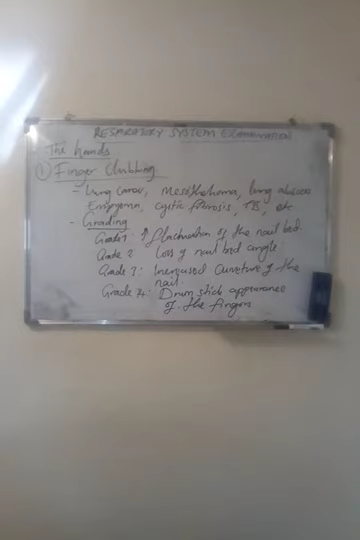 RESPIRATORY SYSTEM EXAMINATION
The hands
① Finger Clubbing
- Lung cancer, Mesothelioma, lung abscess
Empyema, cystic fibrosis, TB, etc
- Grading
Grade 1: ↑ fluctuation of the nail bed.
Grade 2: Loss of nail bed angle
Grade 3: Increased curvature of the
nail.
Grade 4: Drum stick appearance
of the fingers